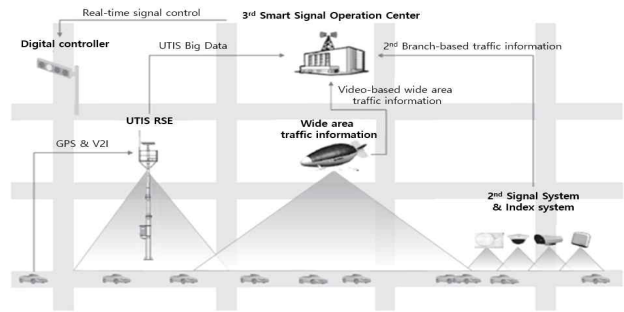 Real-time signal control
3rd Smart Signal Operation Center
Digital controller
UTIS Big Data
2nd Branch-based traffic information
Video-based wide area
traffic information
UTIS RSE
Wide area
traffic information
GPS & V2I
2nd Signal System
& Index system